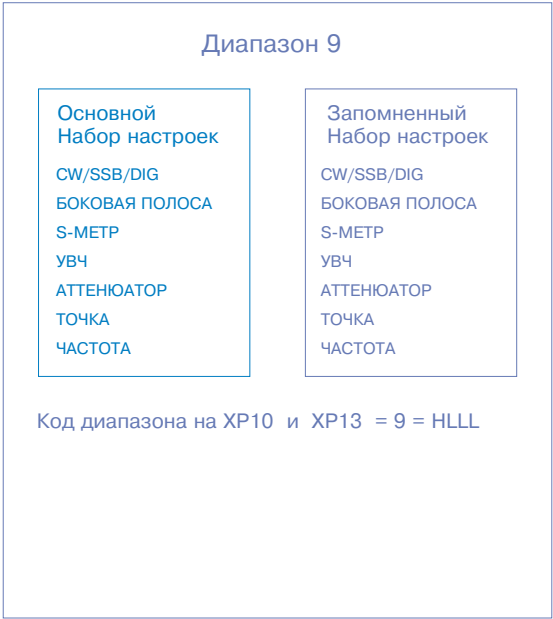 Диапазон 9
Основной
Набор настроек
CW/SSB/DIG
БОКОВАЯ ПОЛОСА
S-МЕТР
УВЧ
АТТЕНЮАТОР
ТОЧКА
ЧАСТОТА
Запомненный
Набор настроек
CW/SSB/DIG
БОКОВАЯ ПОЛОСА
S-МЕТР
УВЧ
АТТЕНЮАТОР
ТОЧКА
ЧАСТОТА
Код диапазона на XP10 и XP13 = 9 = HLLL